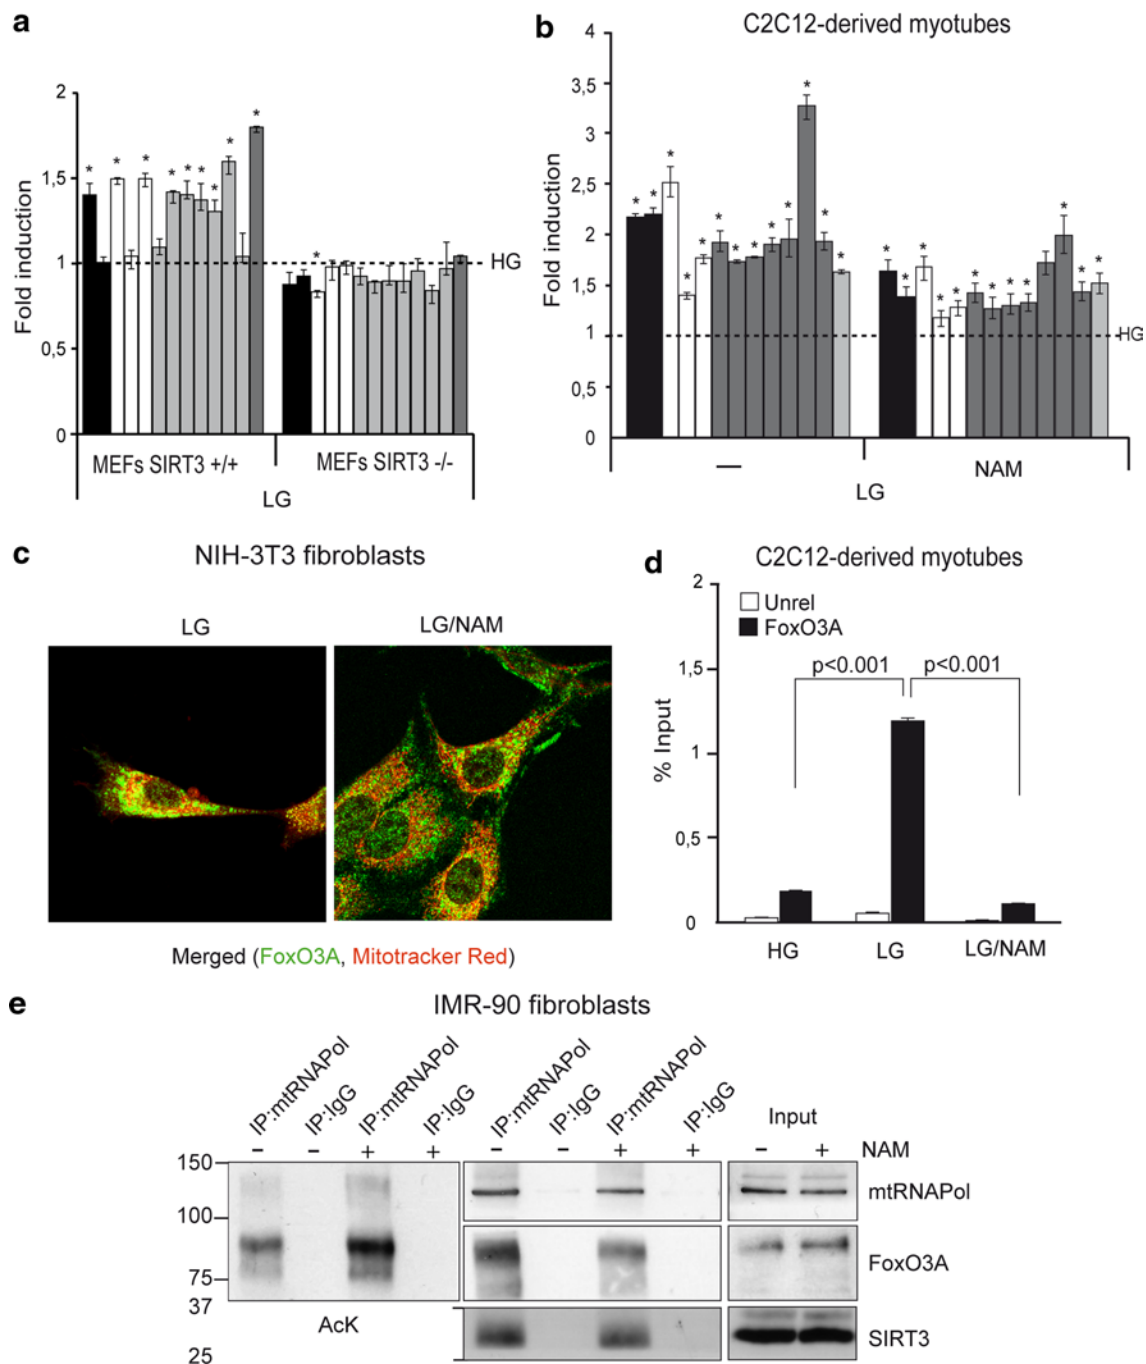 a
2
1,5
1
0,5
0
Fold induction
* * * * * * * * *
HG
*
MEFs SIRT3 +/+
MEFs SIRT3 -/-
LG
b
C2C12-derived myotubes
4
3,5
3
2,5
2
1,5
1
0,5
0
Fold induction
* * * * * * * * * * * * *
* * * * * * * * * * * *
HG
—
NAM
LG
c
NIH-3T3 fibroblasts
LG
LG/NAM
Merged (FoxO3A, Mitotracker Red)
d
C2C12-derived myotubes
2
1,5
1
0,5
0
% Input
Unrel
FoxO3A
p<0.001
p<0.001
HG
LG
LG/NAM
e
IMR-90 fibroblasts
IP:mtRNAPol
IP:IgG
IP:mtRNAPol
IP:IgG
IP:mtRNAPol
IP:IgG
IP:mtRNAPol
IP:IgG
Input
– – + + – – + + – + NAM
150
100
75
37
25
AcK
mtRNAPol
FoxO3A
SIRT3